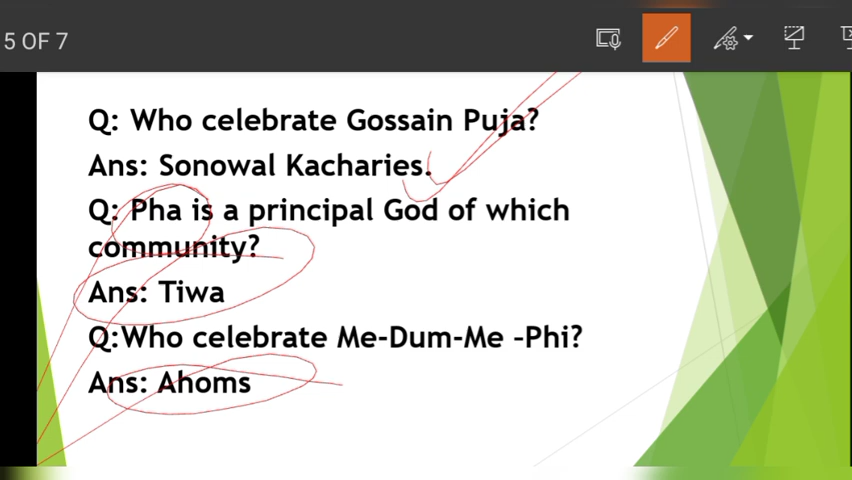 5 OF 7
Q: Who celebrate Gossain Puja?
Ans: Sonowal Kacharies.
Q: Pha is a principal God of which
community?
Ans: Tiwa
Q:Who celebrate Me-Dum-Me -Phi?
Ans: Ahoms